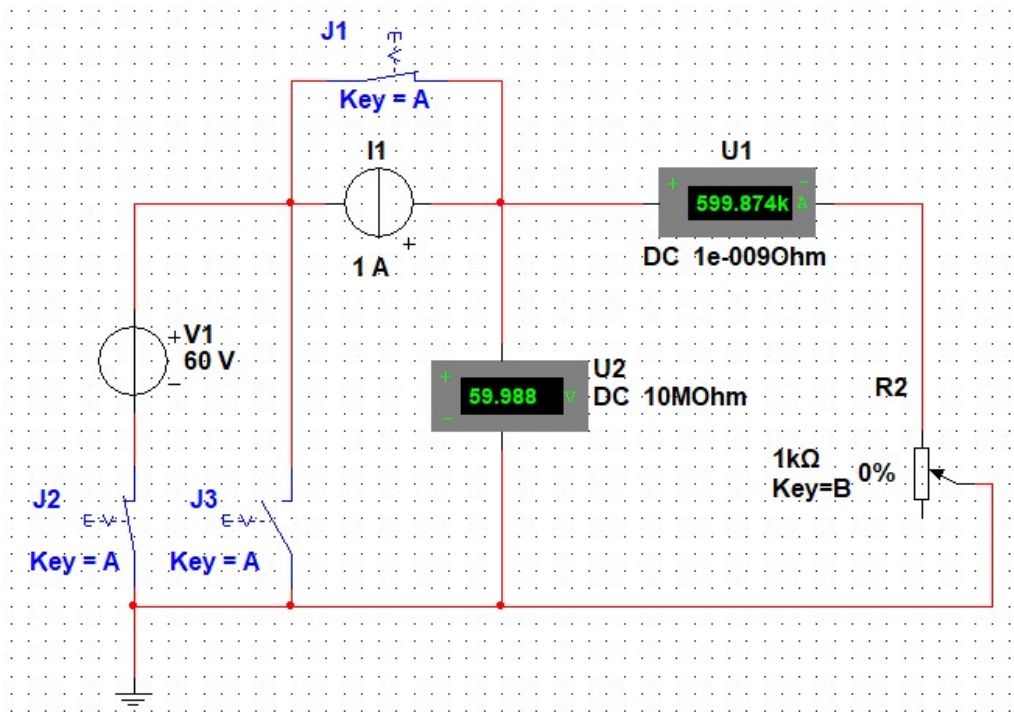 J1
Key = A
I1
1 A
U1
+
-
599.874k
A
DC 1e-009Ohm
+
V1
+
60 V
-
U2
+
59.988
V
-
DC 10MOhm
R2
1kΩ
0%
Key=B
J2
Key = A
J3
Key = A